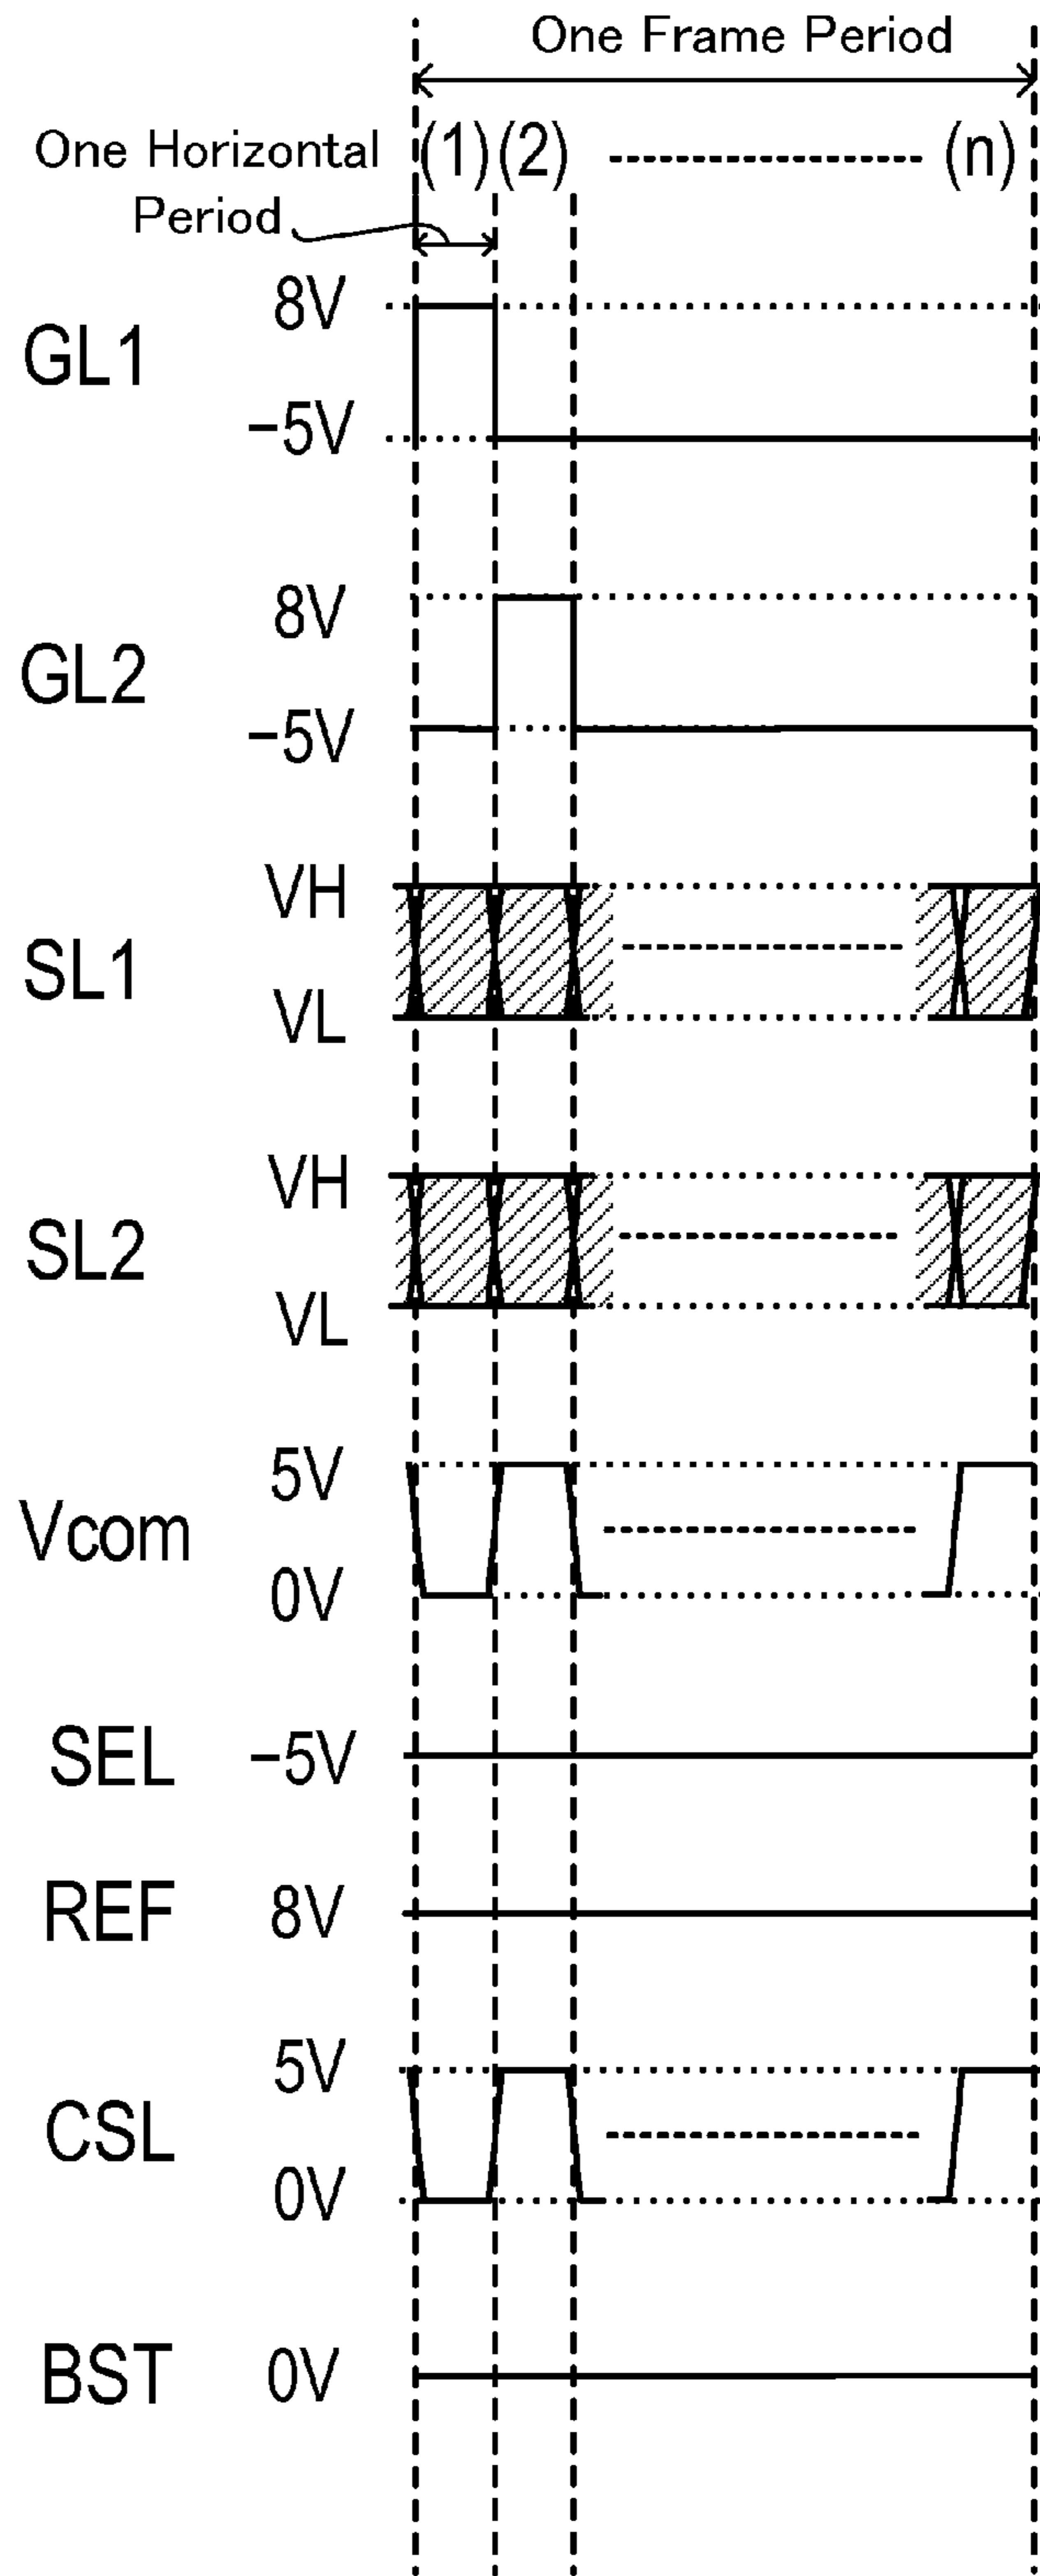 One Frame Period
One Horizontal Period
(1) (2) (n)
GL1 8V −5V
GL2 8V −5V
SL1 VH VL
SL2 VH VL
Vcom 5V 0V
SEL −5V
REF 8V
CSL 5V 0V
BST 0V